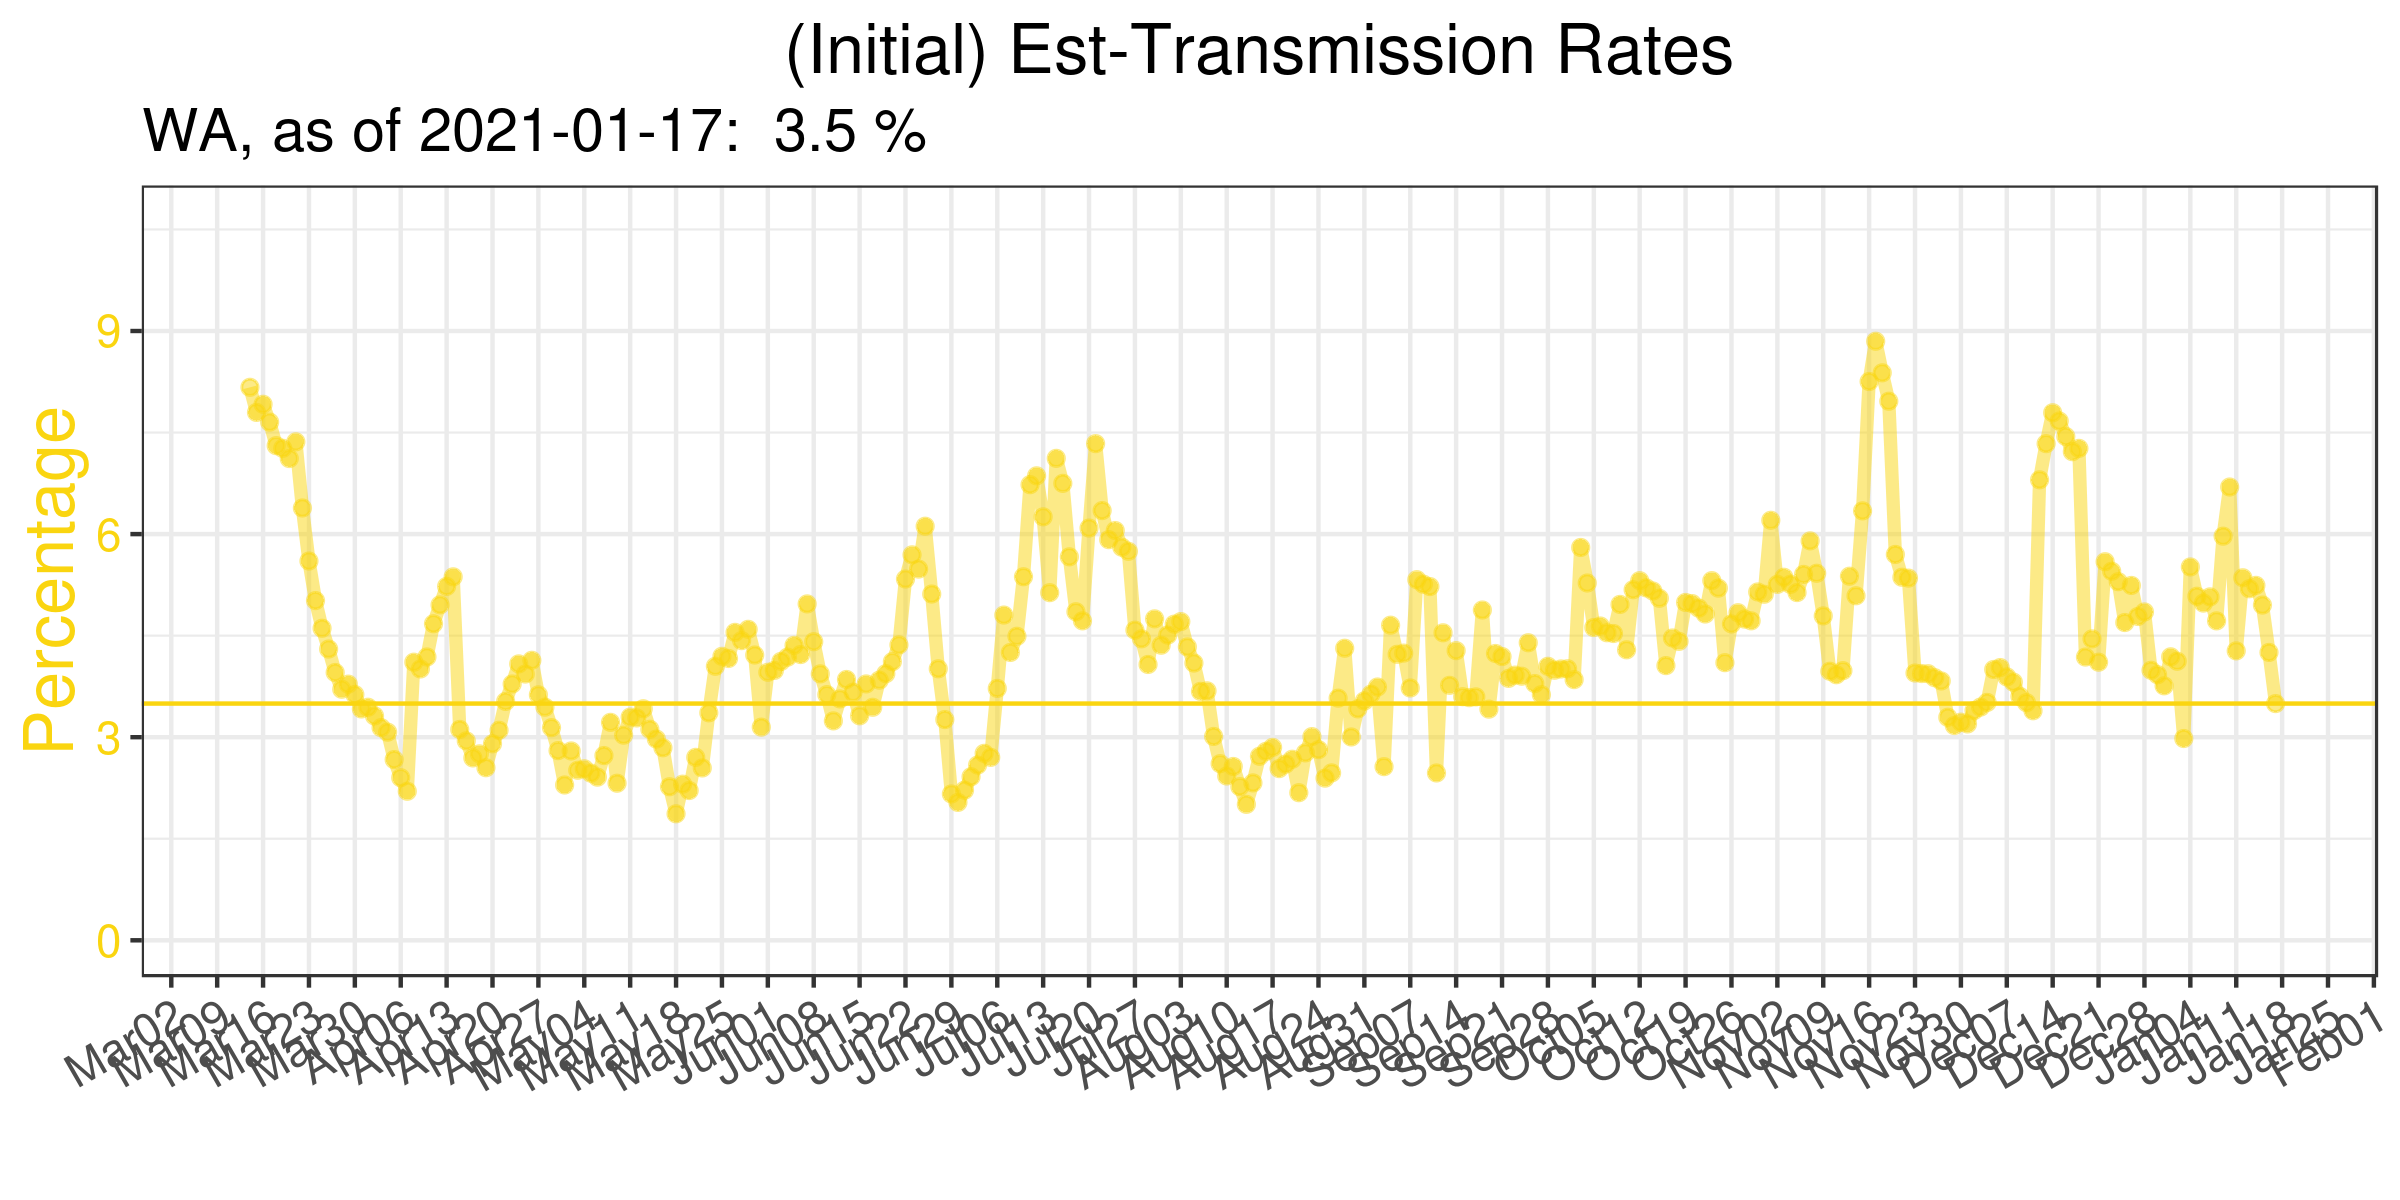 (Initial) Est-Transmission Rates
WA, as of 2021-01-17:  3.5 %
Percentage
9
6
3
0
Mar02
Mar09
Mar16
Mar23
Mar30
Apr06
Apr13
Apr20
Apr27
May04
May11
May18
May25
Jun01
Jun08
Jun15
Jun22
Jun29
Jul06
Jul13
Jul20
Jul27
Aug03
Aug10
Aug17
Aug24
Aug31
Sep07
Sep14
Sep21
Sep28
Oct05
Oct12
Oct19
Oct26
Nov02
Nov09
Nov16
Nov23
Nov30
Dec07
Dec14
Dec21
Dec28
Jan04
Jan11
Jan18
Jan25
Feb01